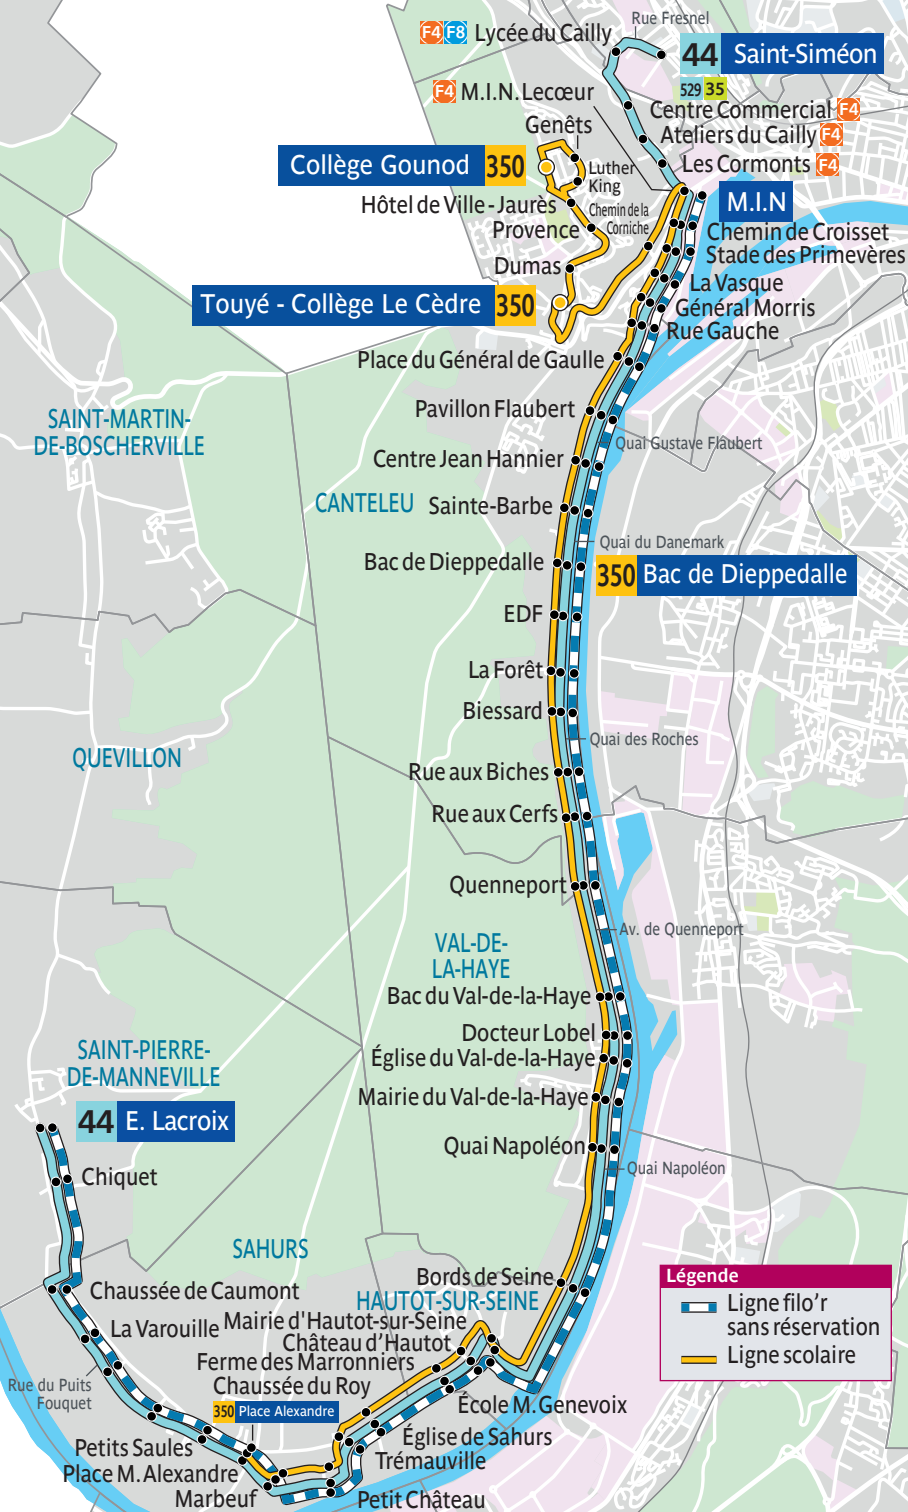 Rue Fresnel
F4 F8 Lycée du Cailly
44 Saint-Siméon
529 35
F4 M.I.N. Lecœur
Centre Commercial F4
Genêts
Ateliers du Cailly F4
Collège Gounod 350
Luther
King
Les Cormonts F4
Hôtel de Ville - Jaurès
M.I.N
Chemin de la
Corniche
Provence
Chemin de Croisset
Stade des Primevères
Dumas
La Vasque
Touyé - Collège Le Cèdre 350
Général Morris
Rue Gauche
Place du Général de Gaulle
SAINT-MARTIN-
DE-BOSCHERVILLE
Pavillon Flaubert
Quai Gustave Flaubert
Centre Jean Hannier
CANTELEU
Sainte-Barbe
Quai du Danemark
Bac de Dieppedalle
350 Bac de Dieppedalle
EDF
La Forêt
Biessard
Quai des Roches
QUEVILLON
Rue aux Biches
Rue aux Cerfs
Quenneport
Av. de Quenneport
VAL-DE-
LA-HAYE
Bac du Val-de-la-Haye
Docteur Lobel
SAINT-PIERRE-
DE-MANNEVILLE
Église du Val-de-la-Haye
Mairie du Val-de-la-Haye
44 E. Lacroix
Quai Napoléon
Quai Napoléon
Chiquet
SAHURS
Bords de Seine
Légende
Ligne filo'r
sans réservation
Ligne scolaire
Chaussée de Caumont
HAUTOT-SUR-SEINE
La Varouille
Mairie d'Hautot-sur-Seine
Château d'Hautot
Ferme des Marronniers
Rue du Puits
Fouquet
Chaussée du Roy
350 Place Alexandre
École M. Genevoix
Église de Sahurs
Petits Saules
Trémauville
Place M. Alexandre
Marbeuf
Petit Château